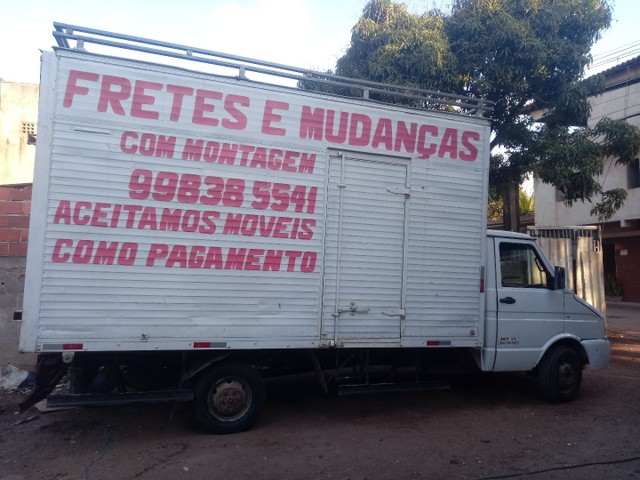 FRETES E MUDANÇAS
COM MONTAGEM
99838 5541
ACEITAMOS MOVEIS
COMO PAGAMENTO